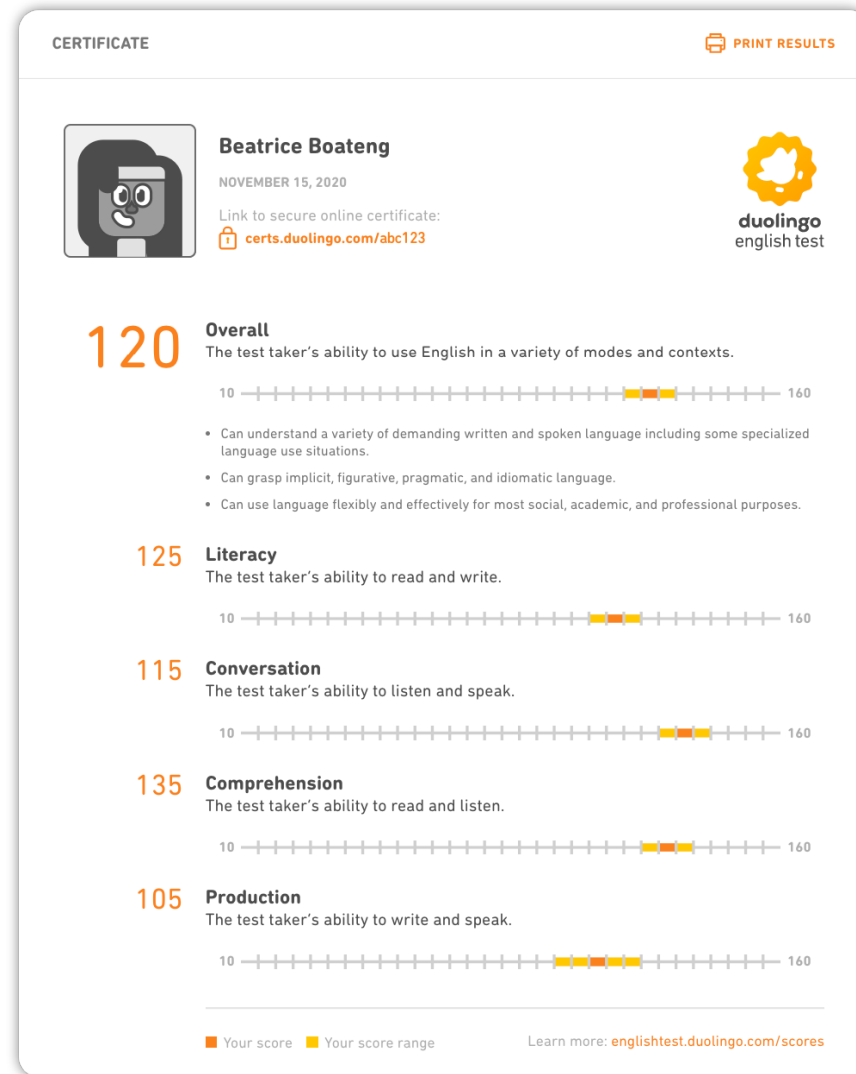 CERTIFICATE
PRINT RESULTS
Beatrice Boateng
NOVEMBER 15, 2020
Link to secure online certificate:
certs.duolingo.com/abc123
duolingo
english test
120
Overall
The test taker’s ability to use English in a variety of modes and contexts.
10 160
• Can understand a variety of demanding written and spoken language including some specialized
language use situations.
• Can grasp implicit, figurative, pragmatic, and idiomatic language.
• Can use language flexibly and effectively for most social, academic, and professional purposes.
125 Literacy
The test taker’s ability to read and write.
10 160
115 Conversation
The test taker’s ability to listen and speak.
10 160
135 Comprehension
The test taker’s ability to read and listen.
10 160
105 Production
The test taker’s ability to write and speak.
10 160
Your score Your score range Learn more: englishtest.duolingo.com/scores